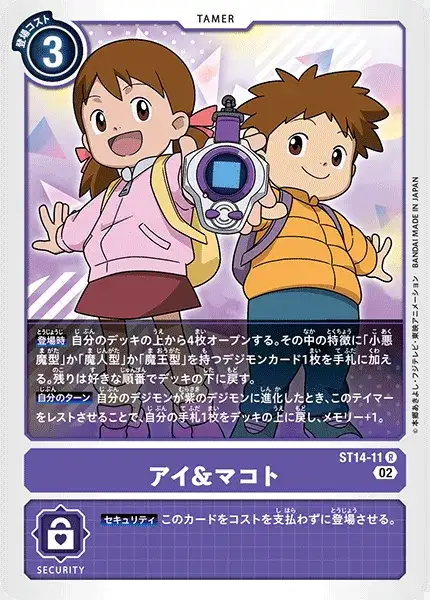 TAMER
登場コスト
3
登場時 自分のデッキの上から4枚オープンする。その中の特徴に「小悪
魔型」か「魔人型」か「魔王型」を持つデジモンカード1枚を手札に加え
る。残りは好きな順番でデッキの下に戻す。
自分のターン 自分のデジモンが紫のデジモンに進化したとき、このテイマー
をレストさせることで、自分の手札1枚をデッキの上に戻し、メモリー+1。
©本郷あきよし・フジテレビ・東映アニメーション BANDAI MADE IN JAPAN
ST14-11 R
アイ&マコト
02
セキュリティ このカードをコストを支払わずに登場させる。
SECURITY